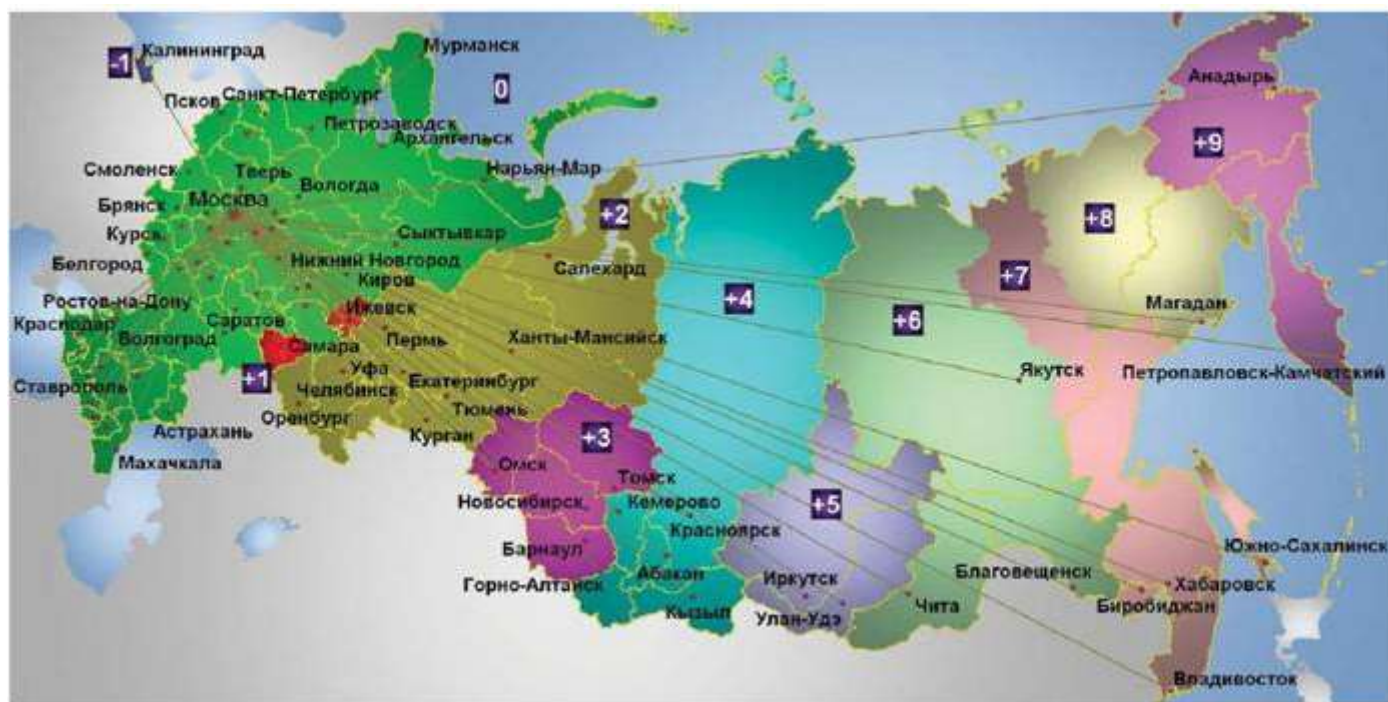 -1
Калининград
Мурманск
0
Анадырь
Псков
Санкт-Петербург
Петрозаводск
Архангельск
+9
Смоленск
Тверь
Вологда
Нарьян-Мар
Брянск
Москва
+2
+8
Курск
Сыктывкар
Белгород
Нижний Новгород
Салехард
+7
Киров
+4
Ростов-на-Дону
Ижевск
Магадан
Краснодар
Саратов
+6
Волгоград
Самара
Пермь
Ханты-Мансийск
+1
Уфа
Якутск
Петропавловск-Камчатский
Ставрополь
Челябинск
Екатеринбург
Оренбург
Тюмень
Астрахань
Курган
+3
Махачкала
Омск
Томск
Новосибирск
Кемерово
+5
Красноярск
Барнаул
Южно-Сахалинск
Горно-Алтайск
Абакан
Иркутск
Благовещенск
Хабаровск
Кызыл
Улан-Удэ
Чита
Биробиджан
Владивосток